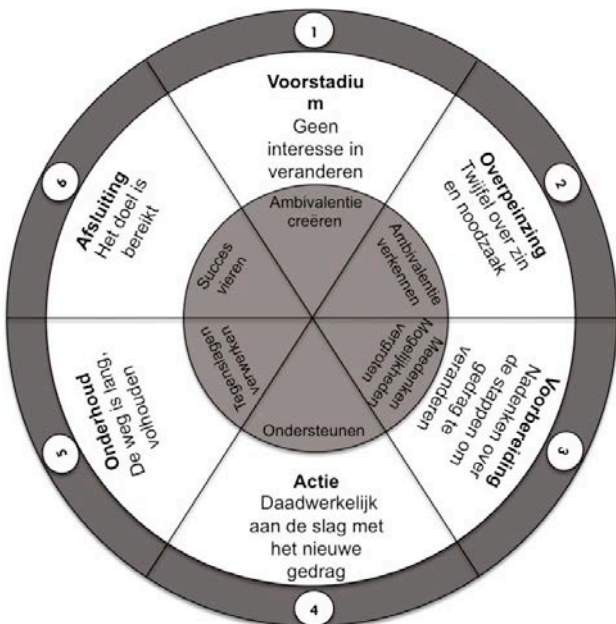 1
Voorstadiu
m
Geen
interesse in
veranderen
Ambivalentie
creëren
2
Overpeinzing
Twijfel over zin
en noodzaak
Ambivalentie
verkennen
3
Voorbereiding
Nadenken over
de stappen om
gedrag te
veranderen
Meedenken
Mogelijkheden
vergroten
4
Actie
Daadwerkelijk
aan de slag met
het nieuwe
gedrag
Ondersteunen
5
Onderhoud
De weg is lang,
volhouden
Tegenslagen
verwerken
6
Afsluiting
Het doel is
bereikt
Succes
vieren